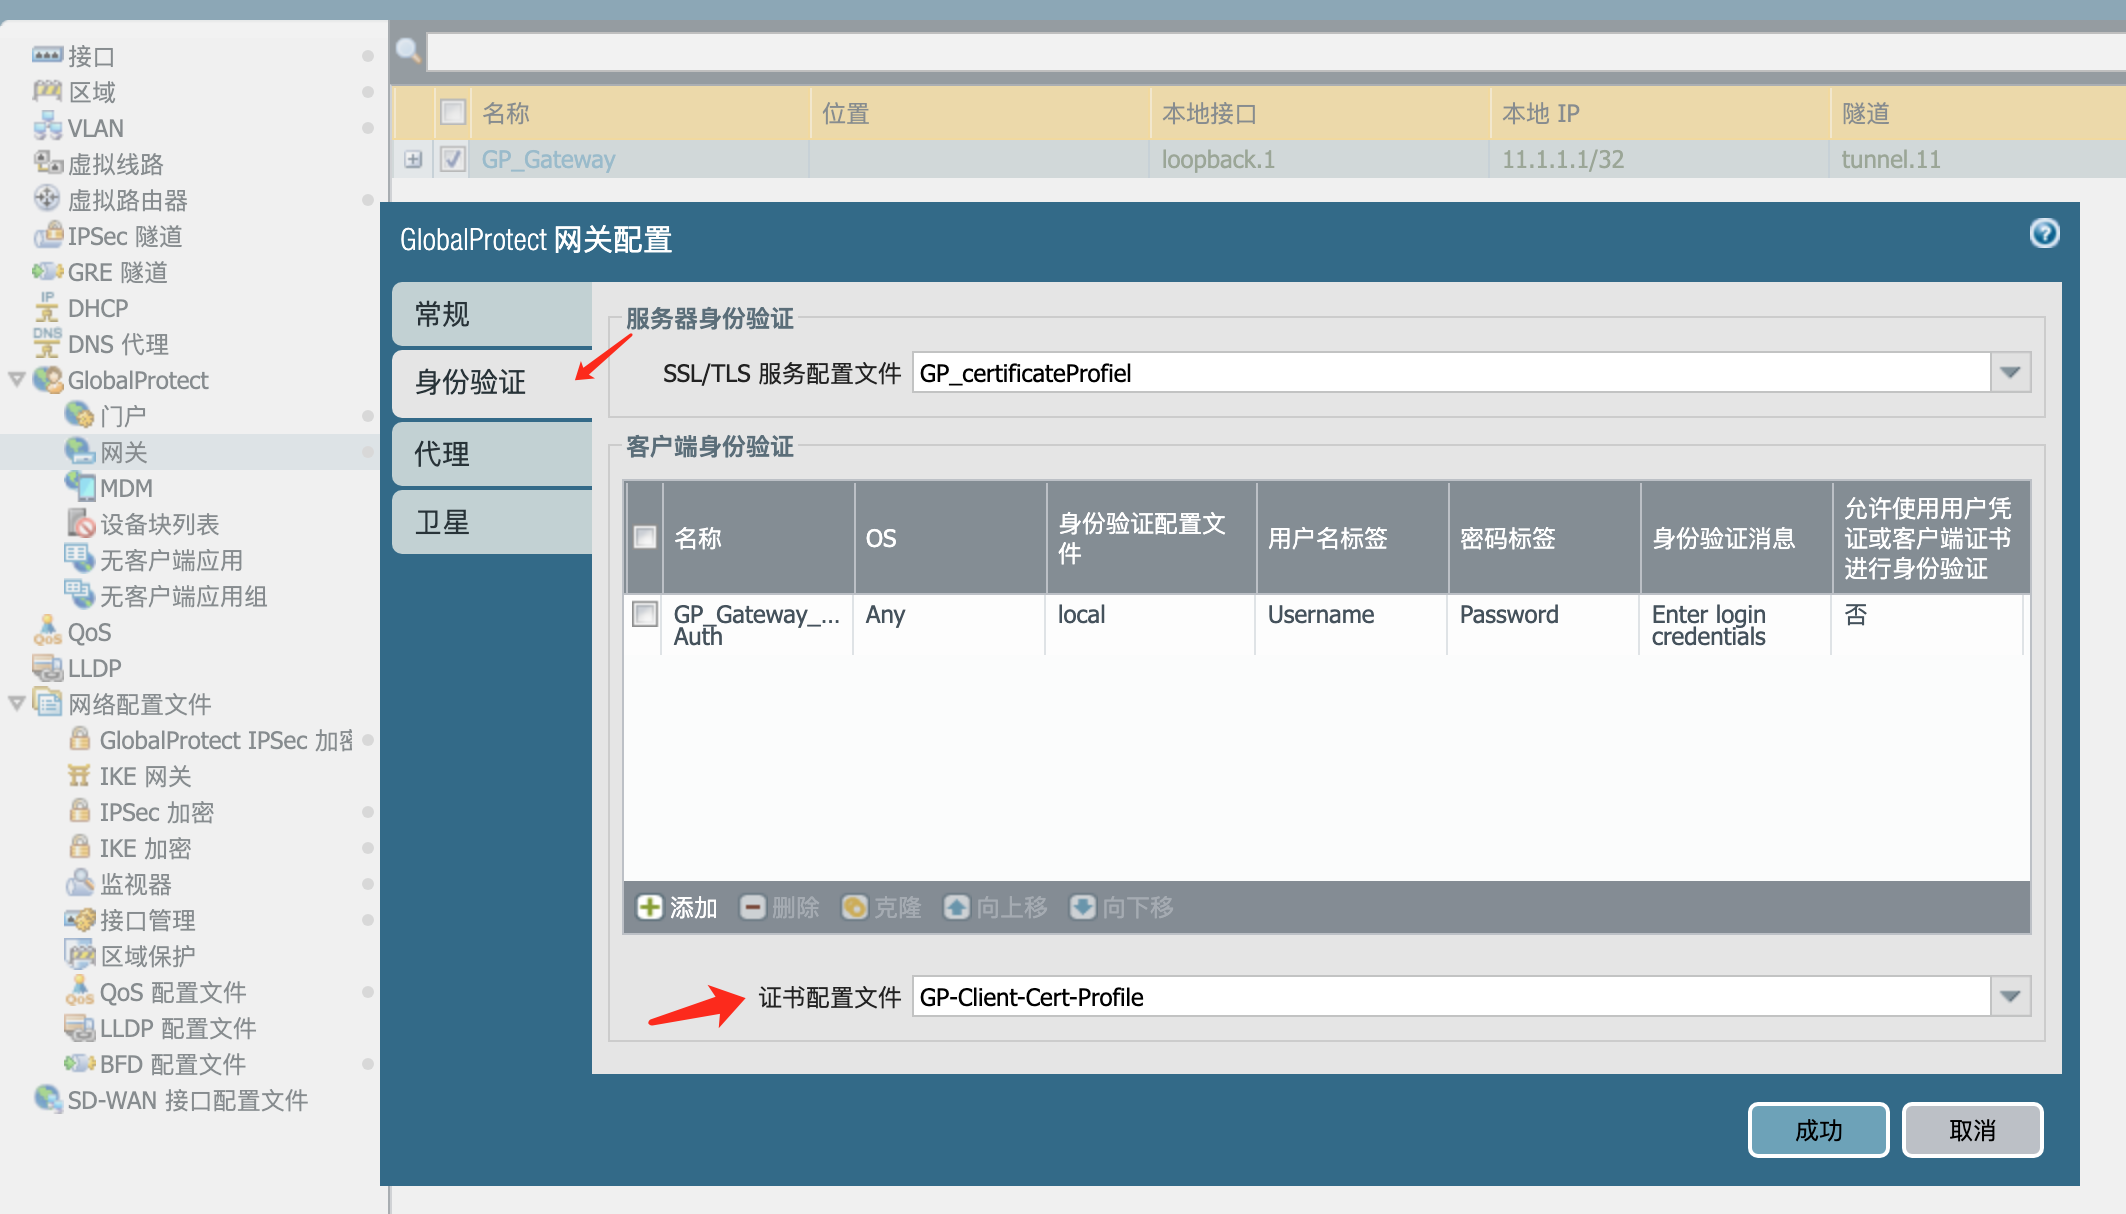 接口
区域
VLAN
虚拟线路
虚拟路由器
IPSec 隧道
GRE 隧道
IP
DHCP
DNS
DNS 代理
GlobalProtect
门户
网关
MDM
设备块列表
无客户端应用
无客户端应用组
QoS
QoS
LLDP
网络配置文件
GlobalProtect IPSec 加密
IKE 网关
IPSec 加密
IKE 加密
监视器
接口管理
区域保护
QoS
QoS 配置文件
LLDP 配置文件
BFD 配置文件
SD-WAN 接口配置文件
名称 位置 本地接口 本地 IP 隧道
GP_Gateway loopback.1 11.1.1.1/32 tunnel.11
GlobalProtect 网关配置
常规
身份验证
代理
卫星
服务器身份验证
SSL/TLS 服务配置文件 GP_certificateProfiel
客户端身份验证
名称
OS
身份验证配置文
件
用户名标签
密码标签
身份验证消息
允许使用用户凭
证或客户端证书
进行身份验证
GP_Gateway_...
Auth
Any
local
Username
Password
Enter login
credentials
否
添加 删除 克隆 向上移 向下移
证书配置文件 GP-Client-Cert-Profile
成功 取消